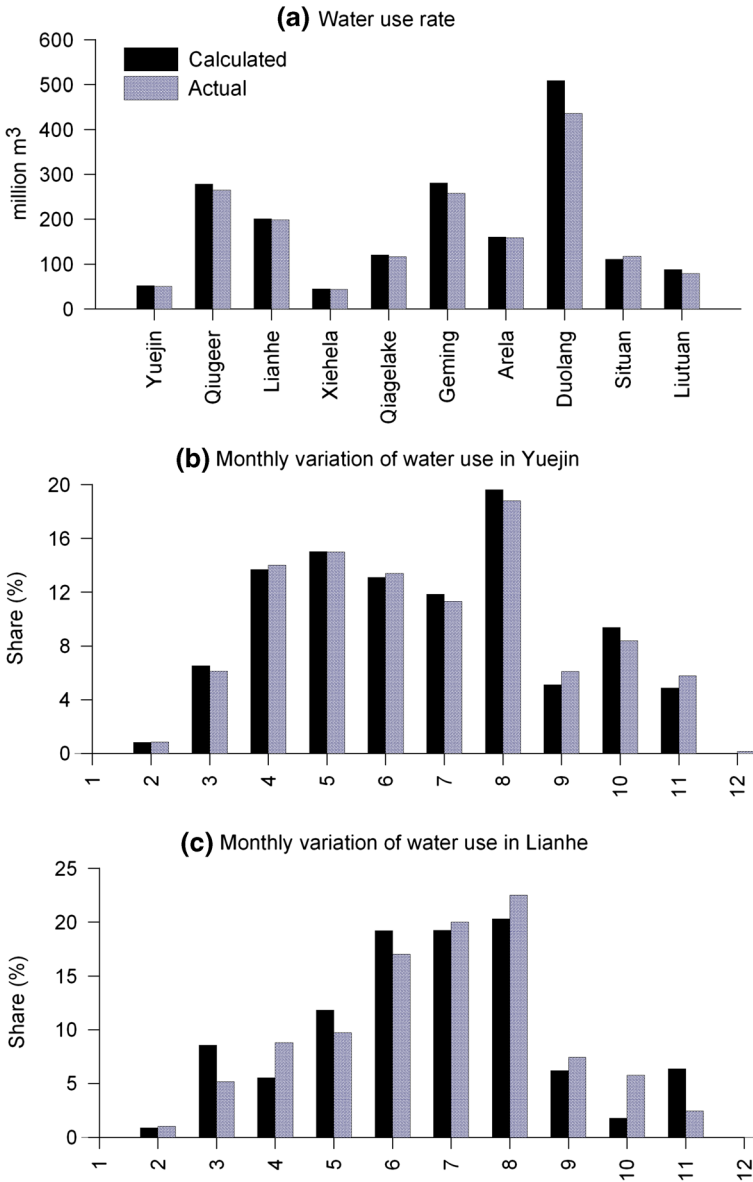 (a) Water use rate
600
500
400
300
200
100
0
million m³
Calculated
Actual
Yuejin
Qiugeer
Lianhe
Xiehela
Qiagelake
Geming
Arela
Duolang
Situan
Liutuan
(b) Monthly variation of water use in Yuejin
20
16
12
8
4
0
Share (%)
1 2 3 4 5 6 7 8 9 10 11 12
(c) Monthly variation of water use in Lianhe
25
20
15
10
5
0
Share (%)
1 2 3 4 5 6 7 8 9 10 11 12